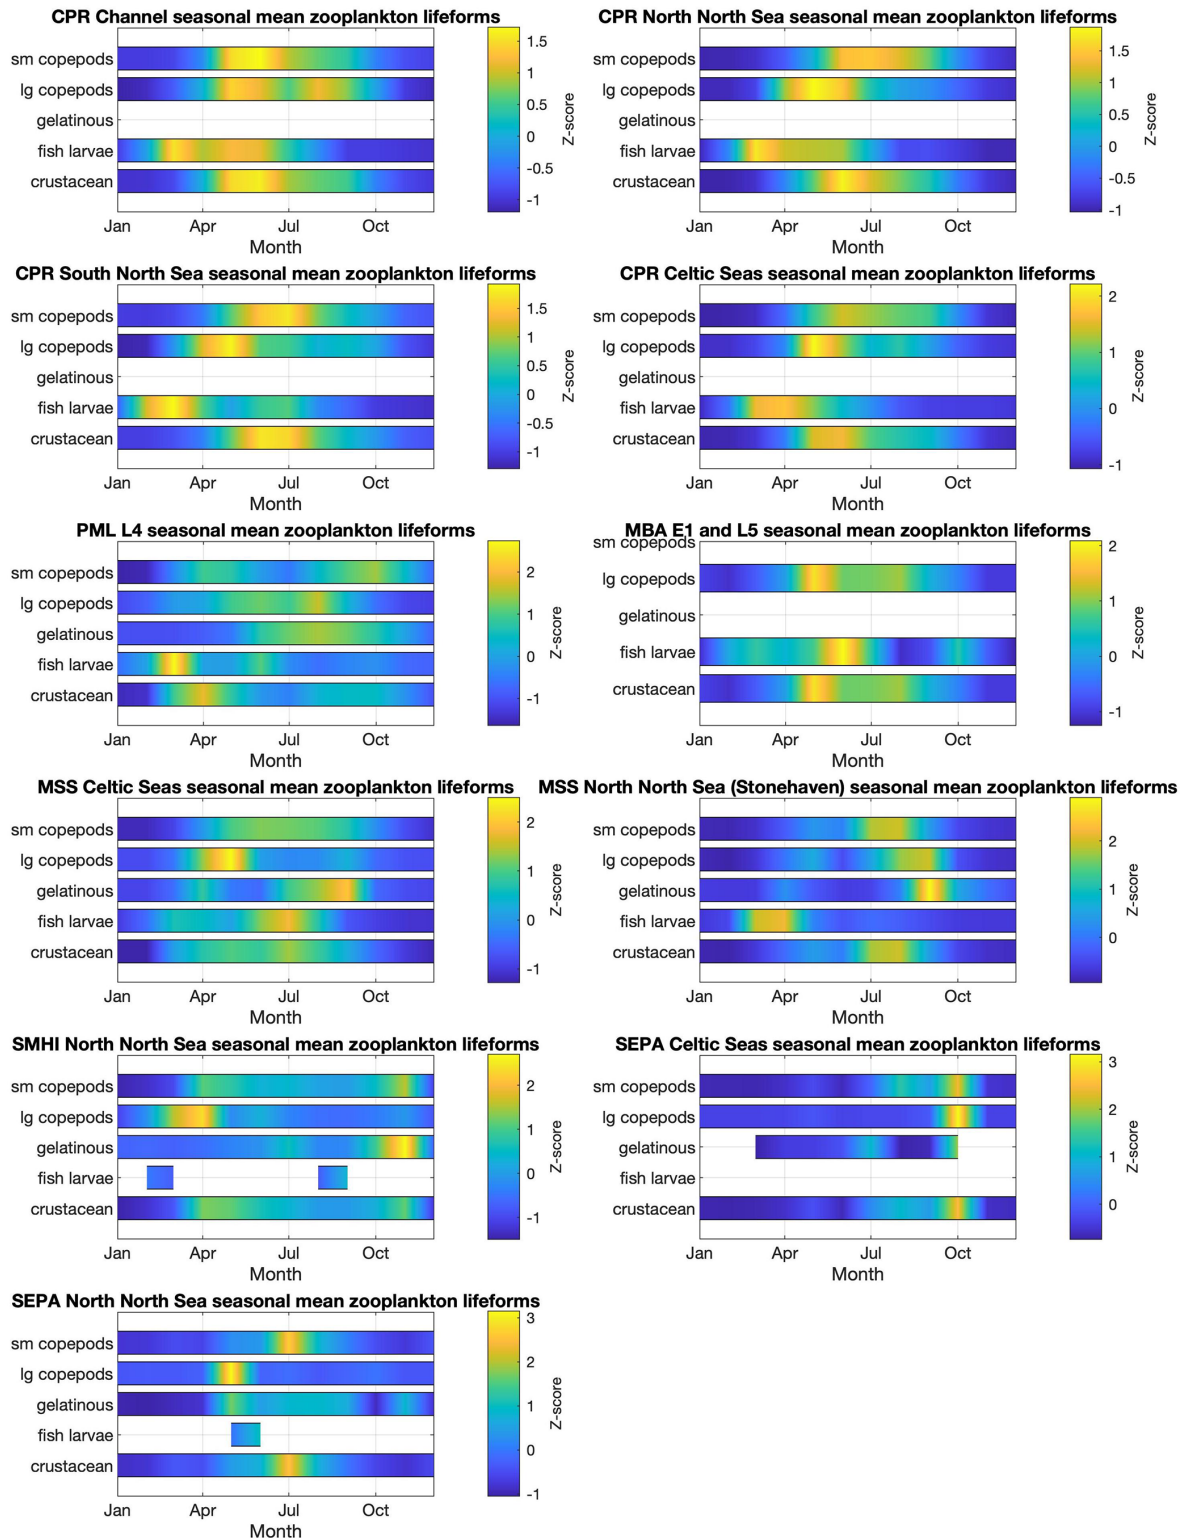 CPR Channel seasonal mean zooplankton lifeforms
sm copepods
lg copepods
gelatinous
fish larvae
crustacean
Jan Apr Jul Oct
Month
1.5
1
0.5
0
-0.5
-1
Z-score
CPR North North Sea seasonal mean zooplankton lifeforms
sm copepods
lg copepods
gelatinous
fish larvae
crustacean
Jan Apr Jul Oct
Month
1.5
1
0.5
0
-0.5
-1
Z-score
CPR South North Sea seasonal mean zooplankton lifeforms
sm copepods
lg copepods
gelatinous
fish larvae
crustacean
Jan Apr Jul Oct
Month
1.5
1
0.5
0
-0.5
-1
Z-score
CPR Celtic Seas seasonal mean zooplankton lifeforms
sm copepods
lg copepods
gelatinous
fish larvae
crustacean
Jan Apr Jul Oct
Month
2
1
0
-1
Z-score
PML L4 seasonal mean zooplankton lifeforms
sm copepods
lg copepods
gelatinous
fish larvae
crustacean
Jan Apr Jul Oct
Month
2
1
0
-1
Z-score
MBA E1 and L5 seasonal mean zooplankton lifeforms
sm copepods
lg copepods
gelatinous
fish larvae
crustacean
Jan Apr Jul Oct
Month
2
1
0
-1
Z-score
MSS Celtic Seas seasonal mean zooplankton lifeforms
sm copepods
lg copepods
gelatinous
fish larvae
crustacean
Jan Apr Jul Oct
Month
2
1
0
-1
Z-score
MSS North North Sea (Stonehaven) seasonal mean zooplankton lifeforms
sm copepods
lg copepods
gelatinous
fish larvae
crustacean
Jan Apr Jul Oct
Month
2
1
0
Z-score
SMHI North North Sea seasonal mean zooplankton lifeforms
sm copepods
lg copepods
gelatinous
fish larvae
crustacean
Jan Apr Jul Oct
Month
2
1
0
-1
Z-score
SEPA Celtic Seas seasonal mean zooplankton lifeforms
sm copepods
lg copepods
gelatinous
fish larvae
crustacean
Jan Apr Jul Oct
Month
3
2
1
0
Z-score
SEPA North North Sea seasonal mean zooplankton lifeforms
sm copepods
lg copepods
gelatinous
fish larvae
crustacean
Jan Apr Jul Oct
Month
3
2
1
0
-1
Z-score